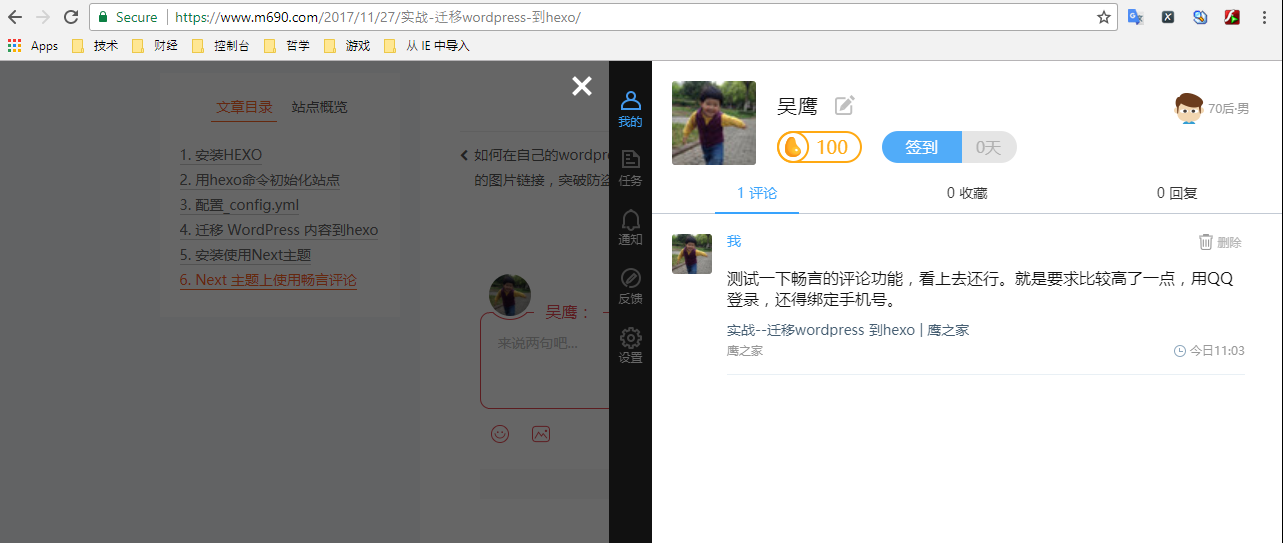 Secure https://www.m690.com/2017/11/27/实战-迁移wordpress-到hexo/
Apps 技术 财经 控制台 哲学 游戏 从 IE 中导入
文章目录 站点概览
1. 安装HEXO
2. 用hexo命令初始化站点
3. 配置_config.yml
4. 迁移 WordPress 内容到hexo
5. 安装使用Next主题
6. Next 主题上使用畅言评论
如何在自己的wordpre
的图片链接，突破防盗
吴鹰：
来说两句吧...
我的
任务
通知
反馈
设置
吴鹰
70后·男
100
签到 0天
1 评论 0 收藏 0 回复
我
删除
测试一下畅言的评论功能，看上去还行。就是要求比较高了一点，用QQ
登录，还得绑定手机号。
实战--迁移wordpress 到hexo | 鹰之家
鹰之家
今日11:03